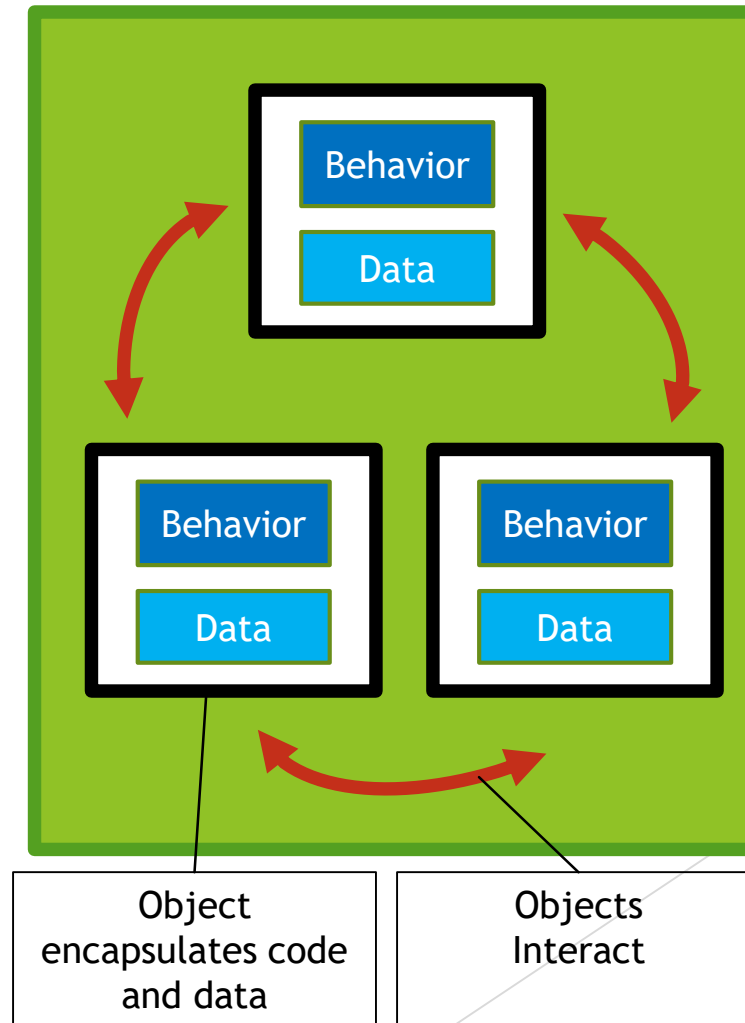 Behavior
Data
Behavior
Data
Behavior
Data
Object
encapsulates code
and data
Objects
Interact